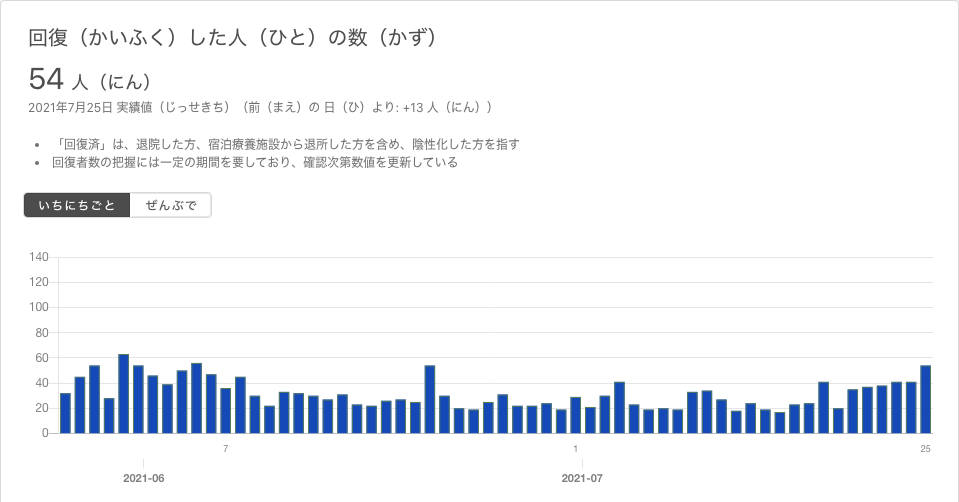 回復（かいふく）した人（ひと）の数（かず）
54 人（にん）
2021年7月25日 実績値（じっせきち）（前（まえ）の 日（ひ）より: +13 人（にん））
• 「回復済」は、退院した方、宿泊療養施設から退所した方を含め、陰性化した方を指す
• 回復者数の把握には一定の期間を要しており、確認次第数値を更新している
いちにちごと ぜんぶで
140
120
100
80
60
40
20
0
7 1 25
2021-06 2021-07